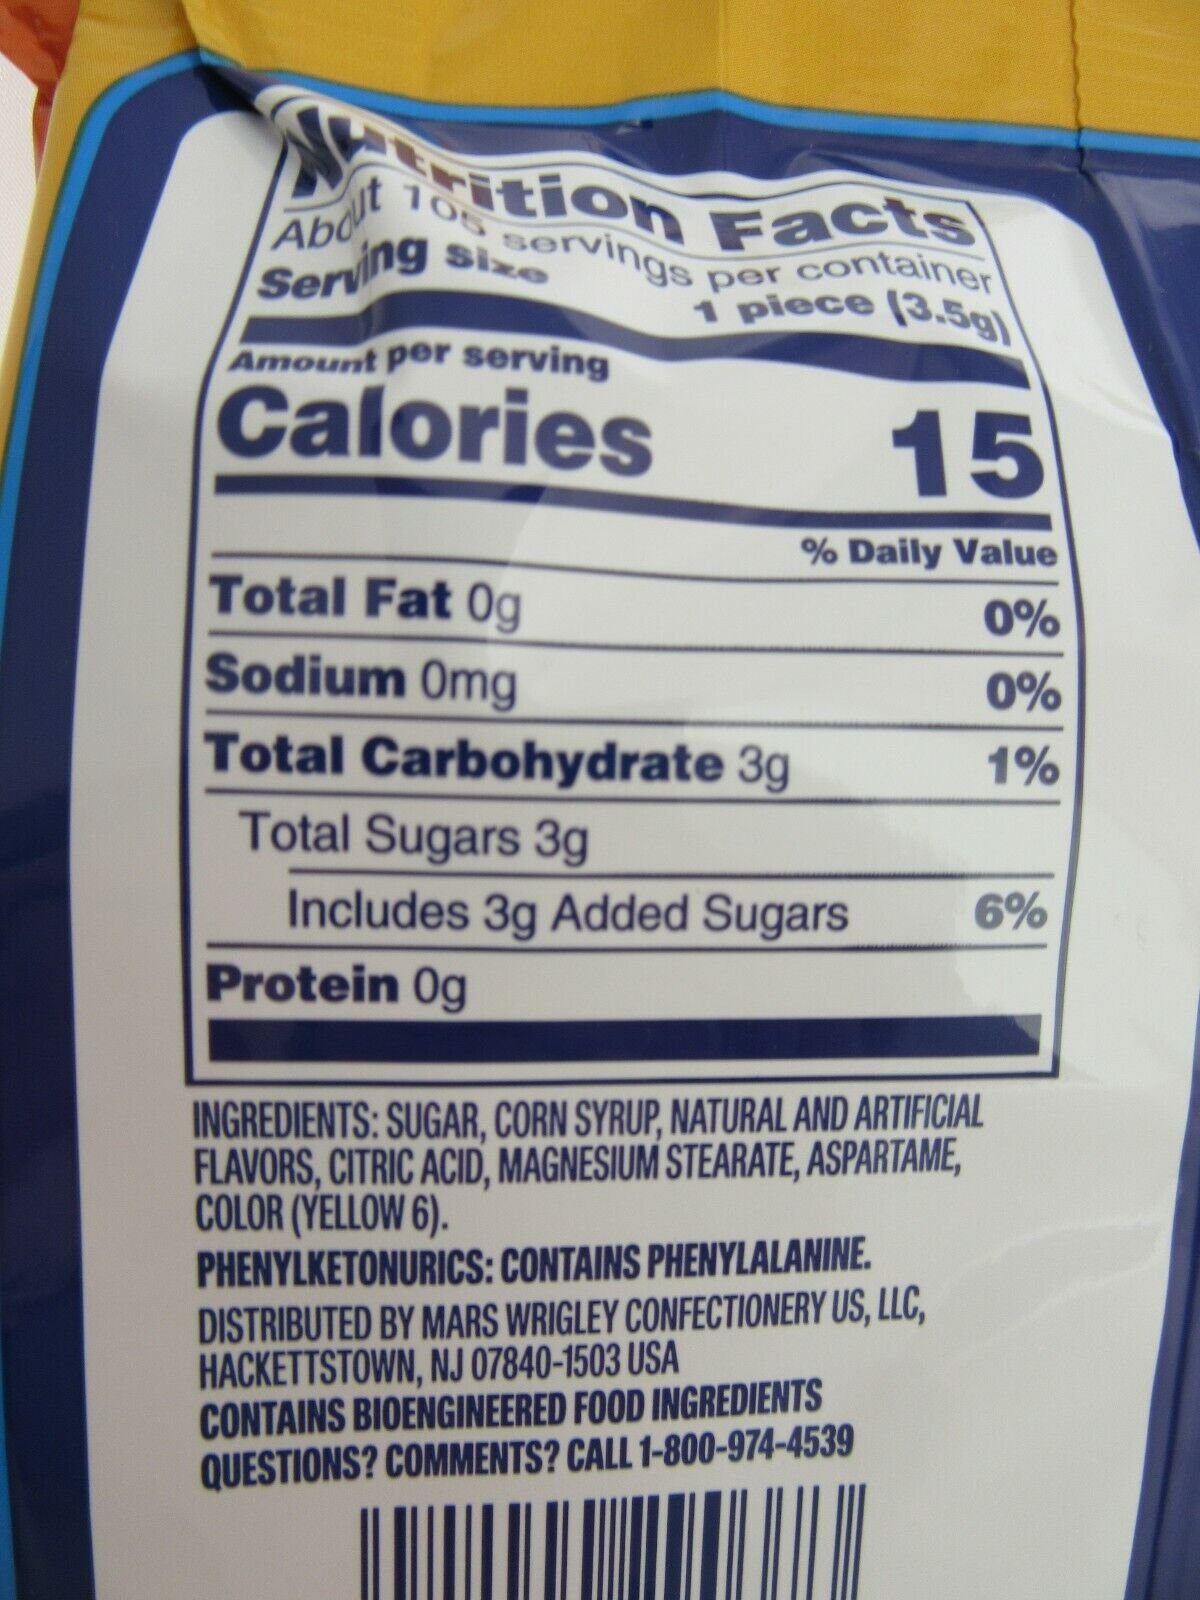 Nutrition Facts
About 105 servings per container
Serving size 1 piece (3.5g)
Amount per serving
Calories 15
% Daily Value
Total Fat 0g 0%
Sodium 0mg 0%
Total Carbohydrate 3g 1%
Total Sugars 3g
Includes 3g Added Sugars 6%
Protein 0g
INGREDIENTS: SUGAR, CORN SYRUP, NATURAL AND ARTIFICIAL
FLAVORS, CITRIC ACID, MAGNESIUM STEARATE, ASPARTAME,
COLOR (YELLOW 6).
PHENYLKETONURICS: CONTAINS PHENYLALANINE.
DISTRIBUTED BY MARS WRIGLEY CONFECTIONERY US, LLC,
HACKETTSTOWN, NJ 07840-1503 USA
CONTAINS BIOENGINEERED FOOD INGREDIENTS
QUESTIONS? COMMENTS? CALL 1-800-974-4539